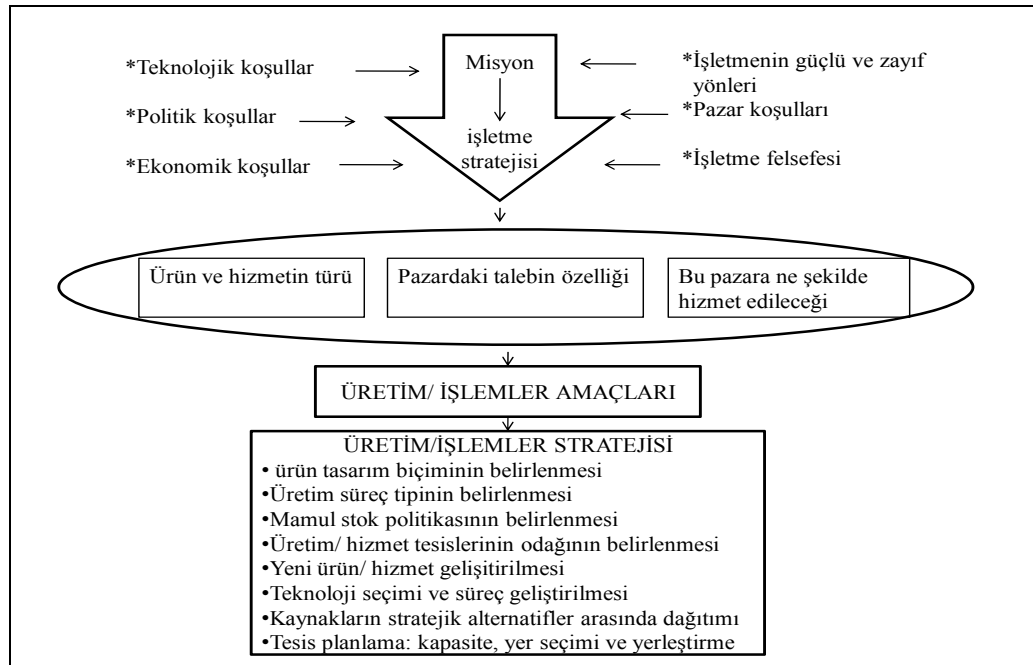 *Teknolojik koşullar
*Politik koşullar
*Ekonomik koşullar
Misyon
işletme
stratejisi
*İşletmenin güçlü ve zayıf
yönleri
*Pazar koşulları
*İşletme felsefesi
Ürün ve hizmetin türü
Pazardaki talebin özelliği
Bu pazara ne şekilde
hizmet edileceği
ÜRETİM/ İŞLEMLER AMAÇLARI
ÜRETİM/İŞLEMLER STRATEJİSİ
• ürün tasarım biçiminin belirlenmesi
•Üretim süreç tipinin belirlenmesi
•Mamul stok politikasının belirlenmesi
•Üretim/ hizmet tesislerinin odağının belirlenmesi
•Yeni ürün/ hizmet gelişitirilmesi
•Teknoloji seçimi ve süreç geliştirilmesi
•Kaynakların stratejik alternatifler arasında dağıtımı
•Tesis planlama: kapasite, yer seçimi ve yerleştirme